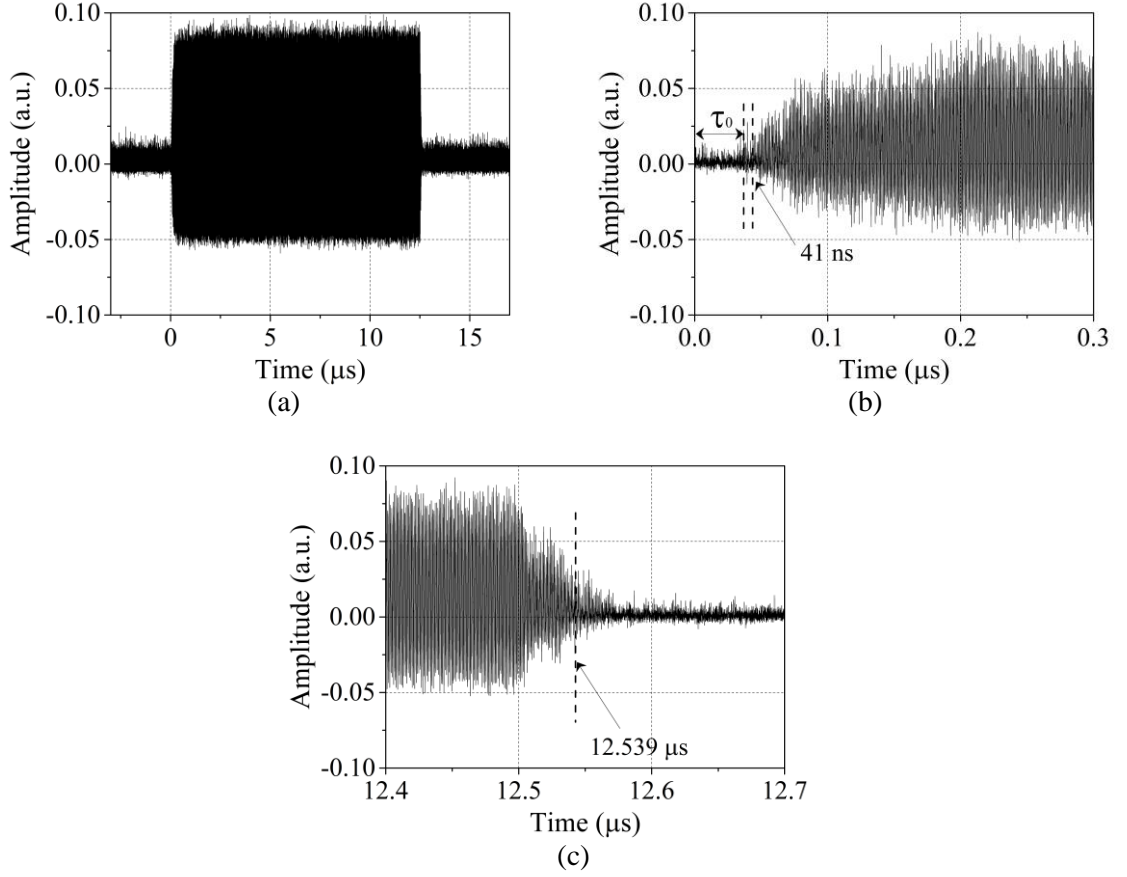 0.10
0.05
0.00
-0.05
-0.10
Amplitude (a.u.)
0 5 10 15
Time (μs)
(a)
0.10
0.05
0.00
-0.05
-0.10
Amplitude (a.u.)
τ₀
41 ns
0.0 0.1 0.2 0.3
Time (μs)
(b)
0.10
0.05
0.00
-0.05
-0.10
Amplitude (a.u.)
12.539 μs
12.4 12.5 12.6 12.7
Time (μs)
(c)